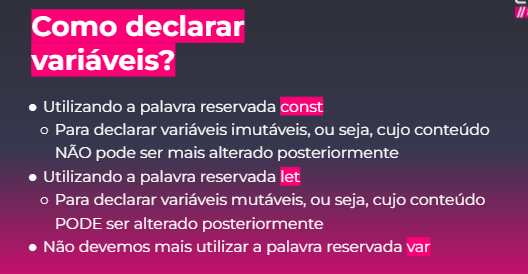 Como declarar
variáveis?
● Utilizando a palavra reservada const
○ Para declarar variáveis imutáveis, ou seja, cujo conteúdo
NÃO pode ser mais alterado posteriormente
● Utilizando a palavra reservada let
○ Para declarar variáveis mutáveis, ou seja, cujo conteúdo
PODE ser alterado posteriormente
● Não devemos mais utilizar a palavra reservada var